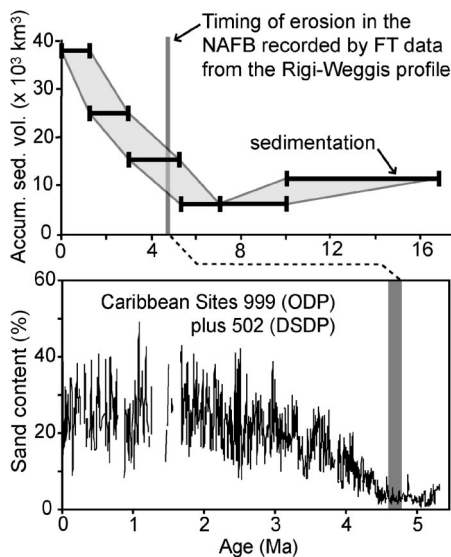 Timing of erosion in the
NAFB recorded by FT data
from the Rigi-Weggis profile
Accum. sed. vol. (x 10³ km³)
40
30
20
10
0
sedimentation
0 4 8 12 16
Caribbean Sites 999 (ODP)
plus 502 (DSDP)
Sand content (%)
60
40
20
0
0 1 2 3 4 5
Age (Ma)